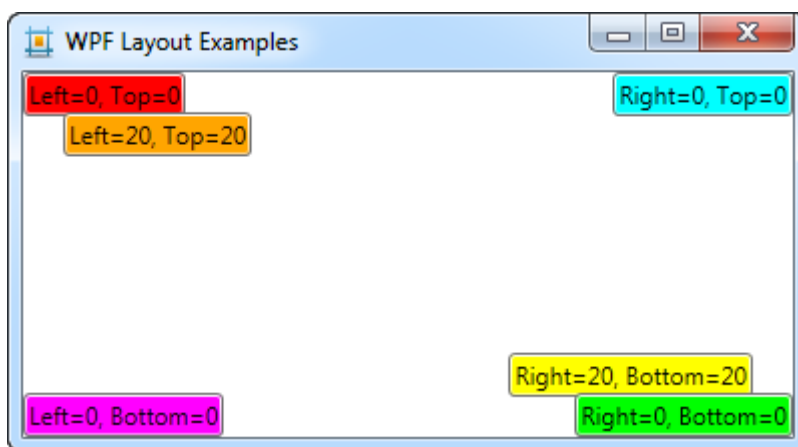 WPF Layout Examples
Left=0, Top=0
Right=0, Top=0
Left=20, Top=20
Right=20, Bottom=20
Left=0, Bottom=0
Right=0, Bottom=0